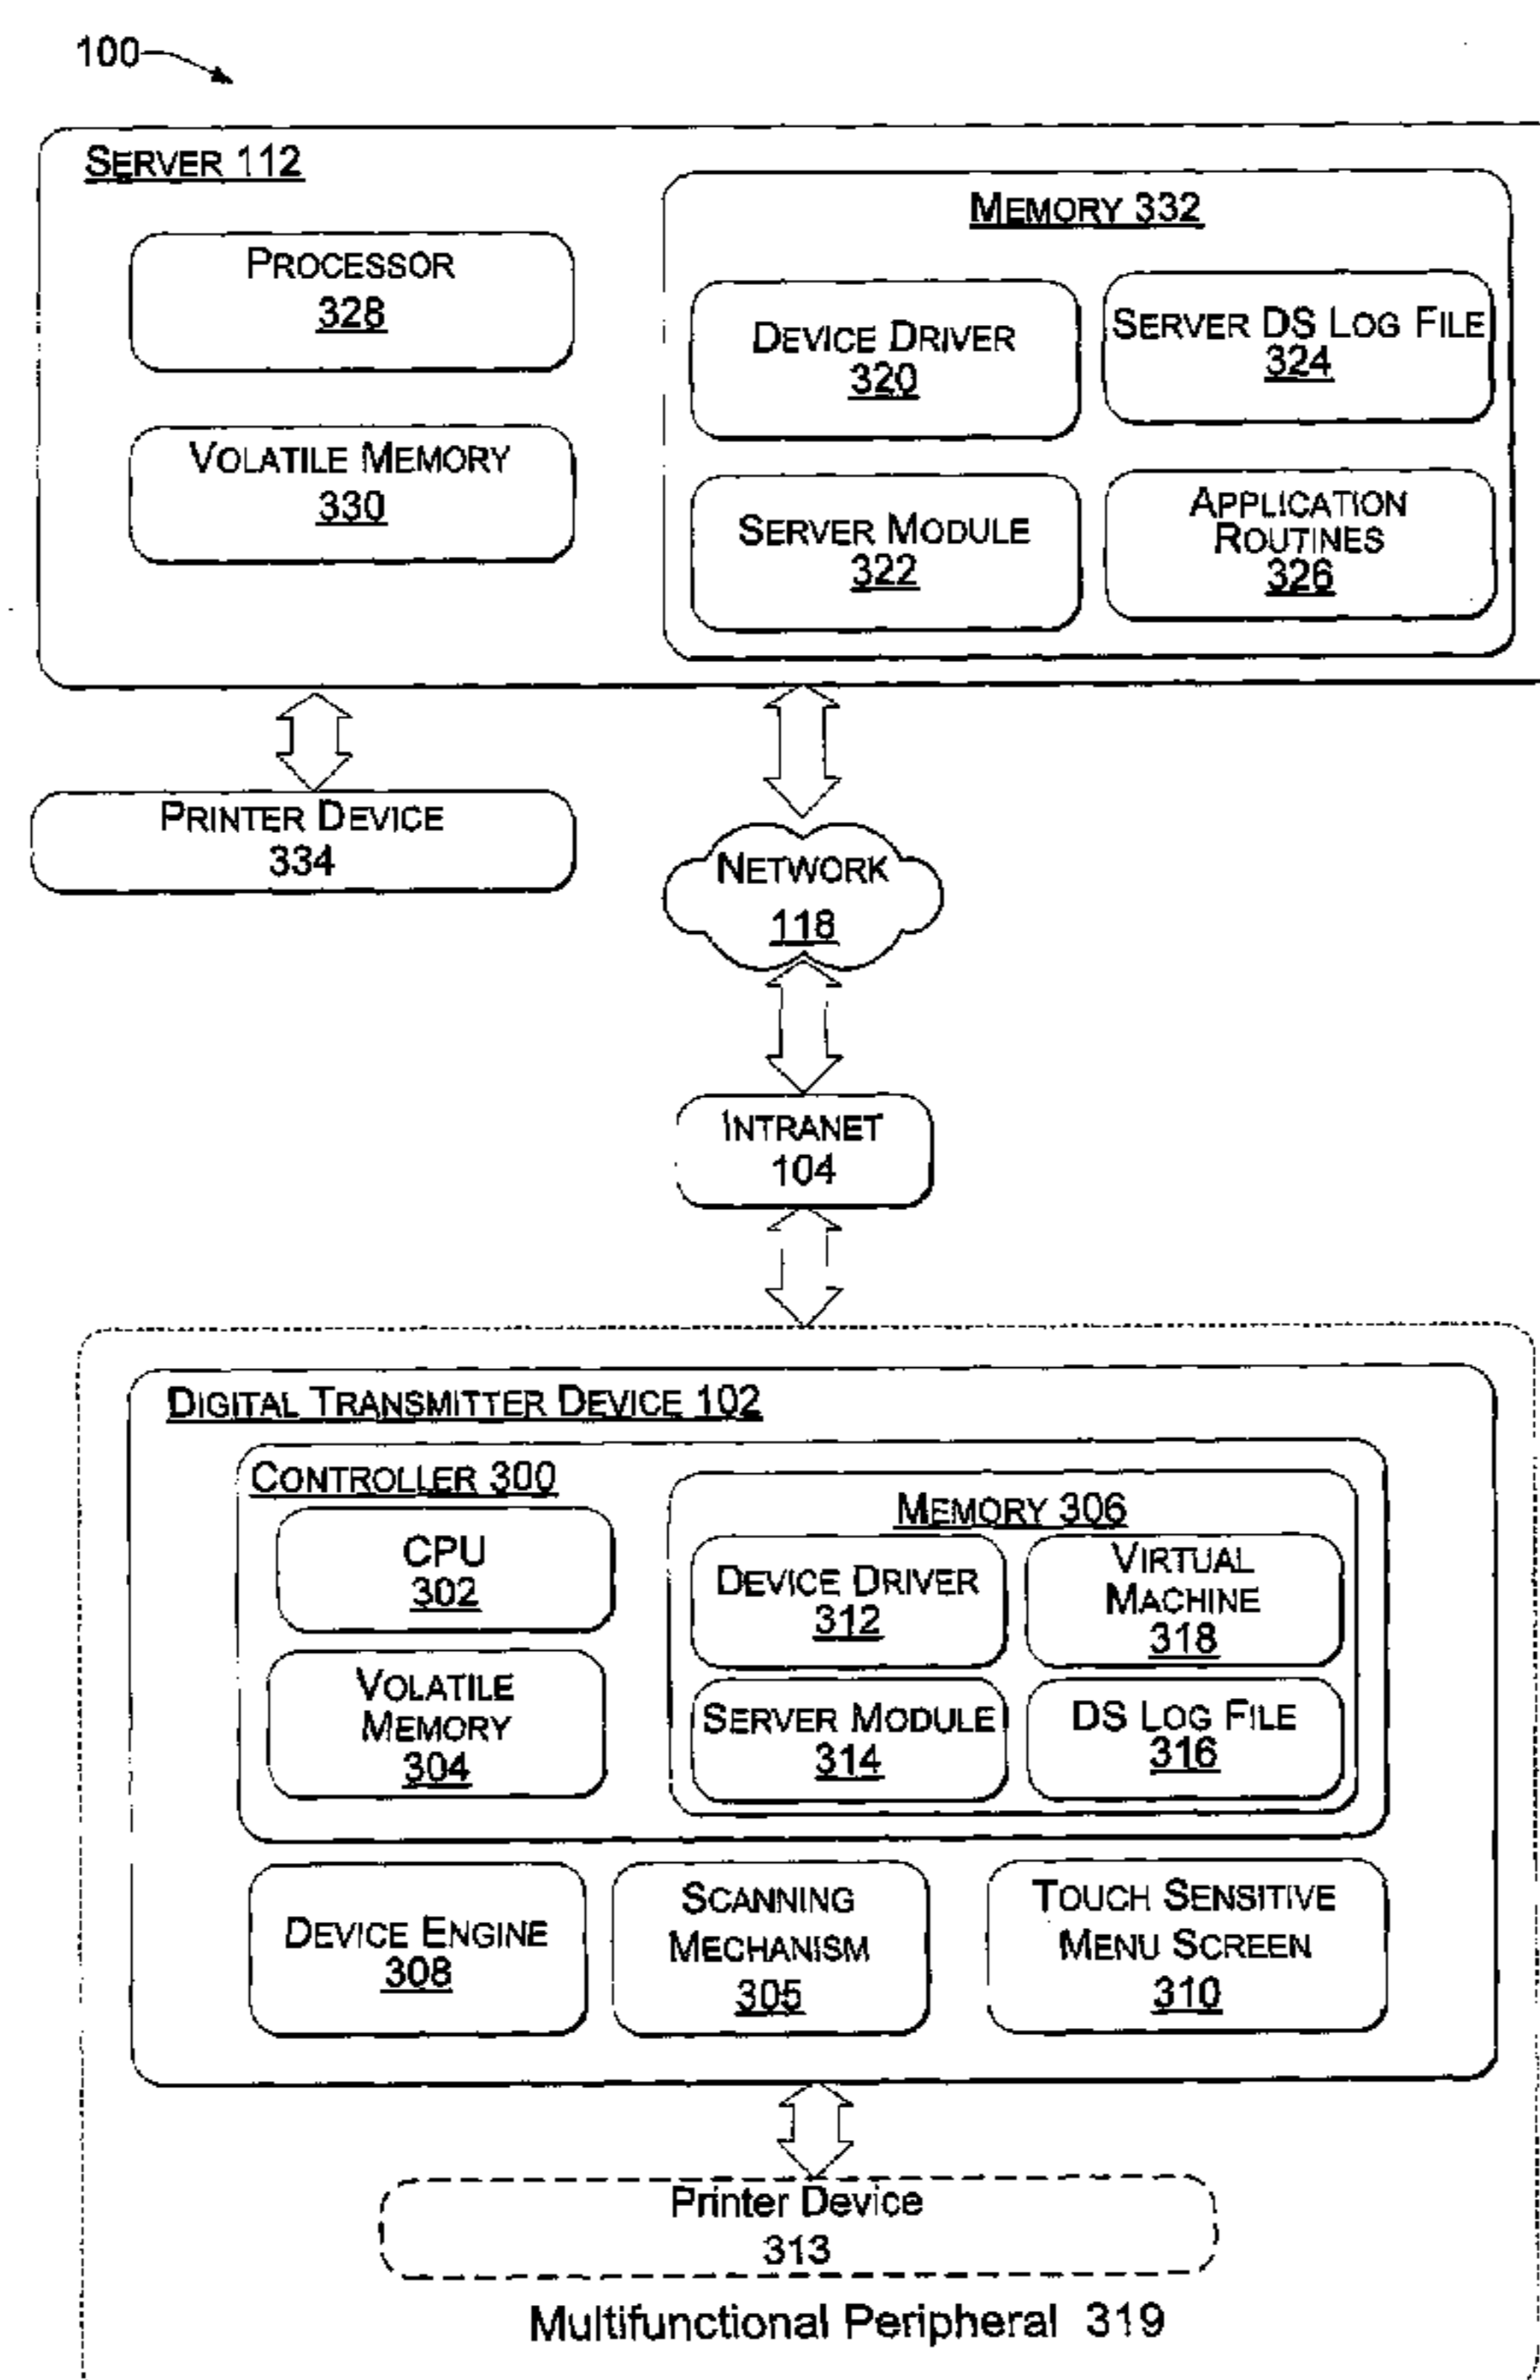 100
SERVER 112
PROCESSOR
328
VOLATILE MEMORY
330
MEMORY 332
DEVICE DRIVER
320
SERVER DS LOG FILE
324
SERVER MODULE
322
APPLICATION
ROUTINES
326
PRINTER DEVICE
334
NETWORK
118
INTRANET
104
DIGITAL TRANSMITTER DEVICE 102
CONTROLLER 300
CPU
302
VOLATILE
MEMORY
304
MEMORY 306
DEVICE DRIVER
312
VIRTUAL
MACHINE
318
SERVER MODULE
314
DS LOG FILE
316
DEVICE ENGINE
308
SCANNING
MECHANISM
305
TOUCH SENSITIVE
MENU SCREEN
310
Printer Device
313
Multifunctional Peripheral 319